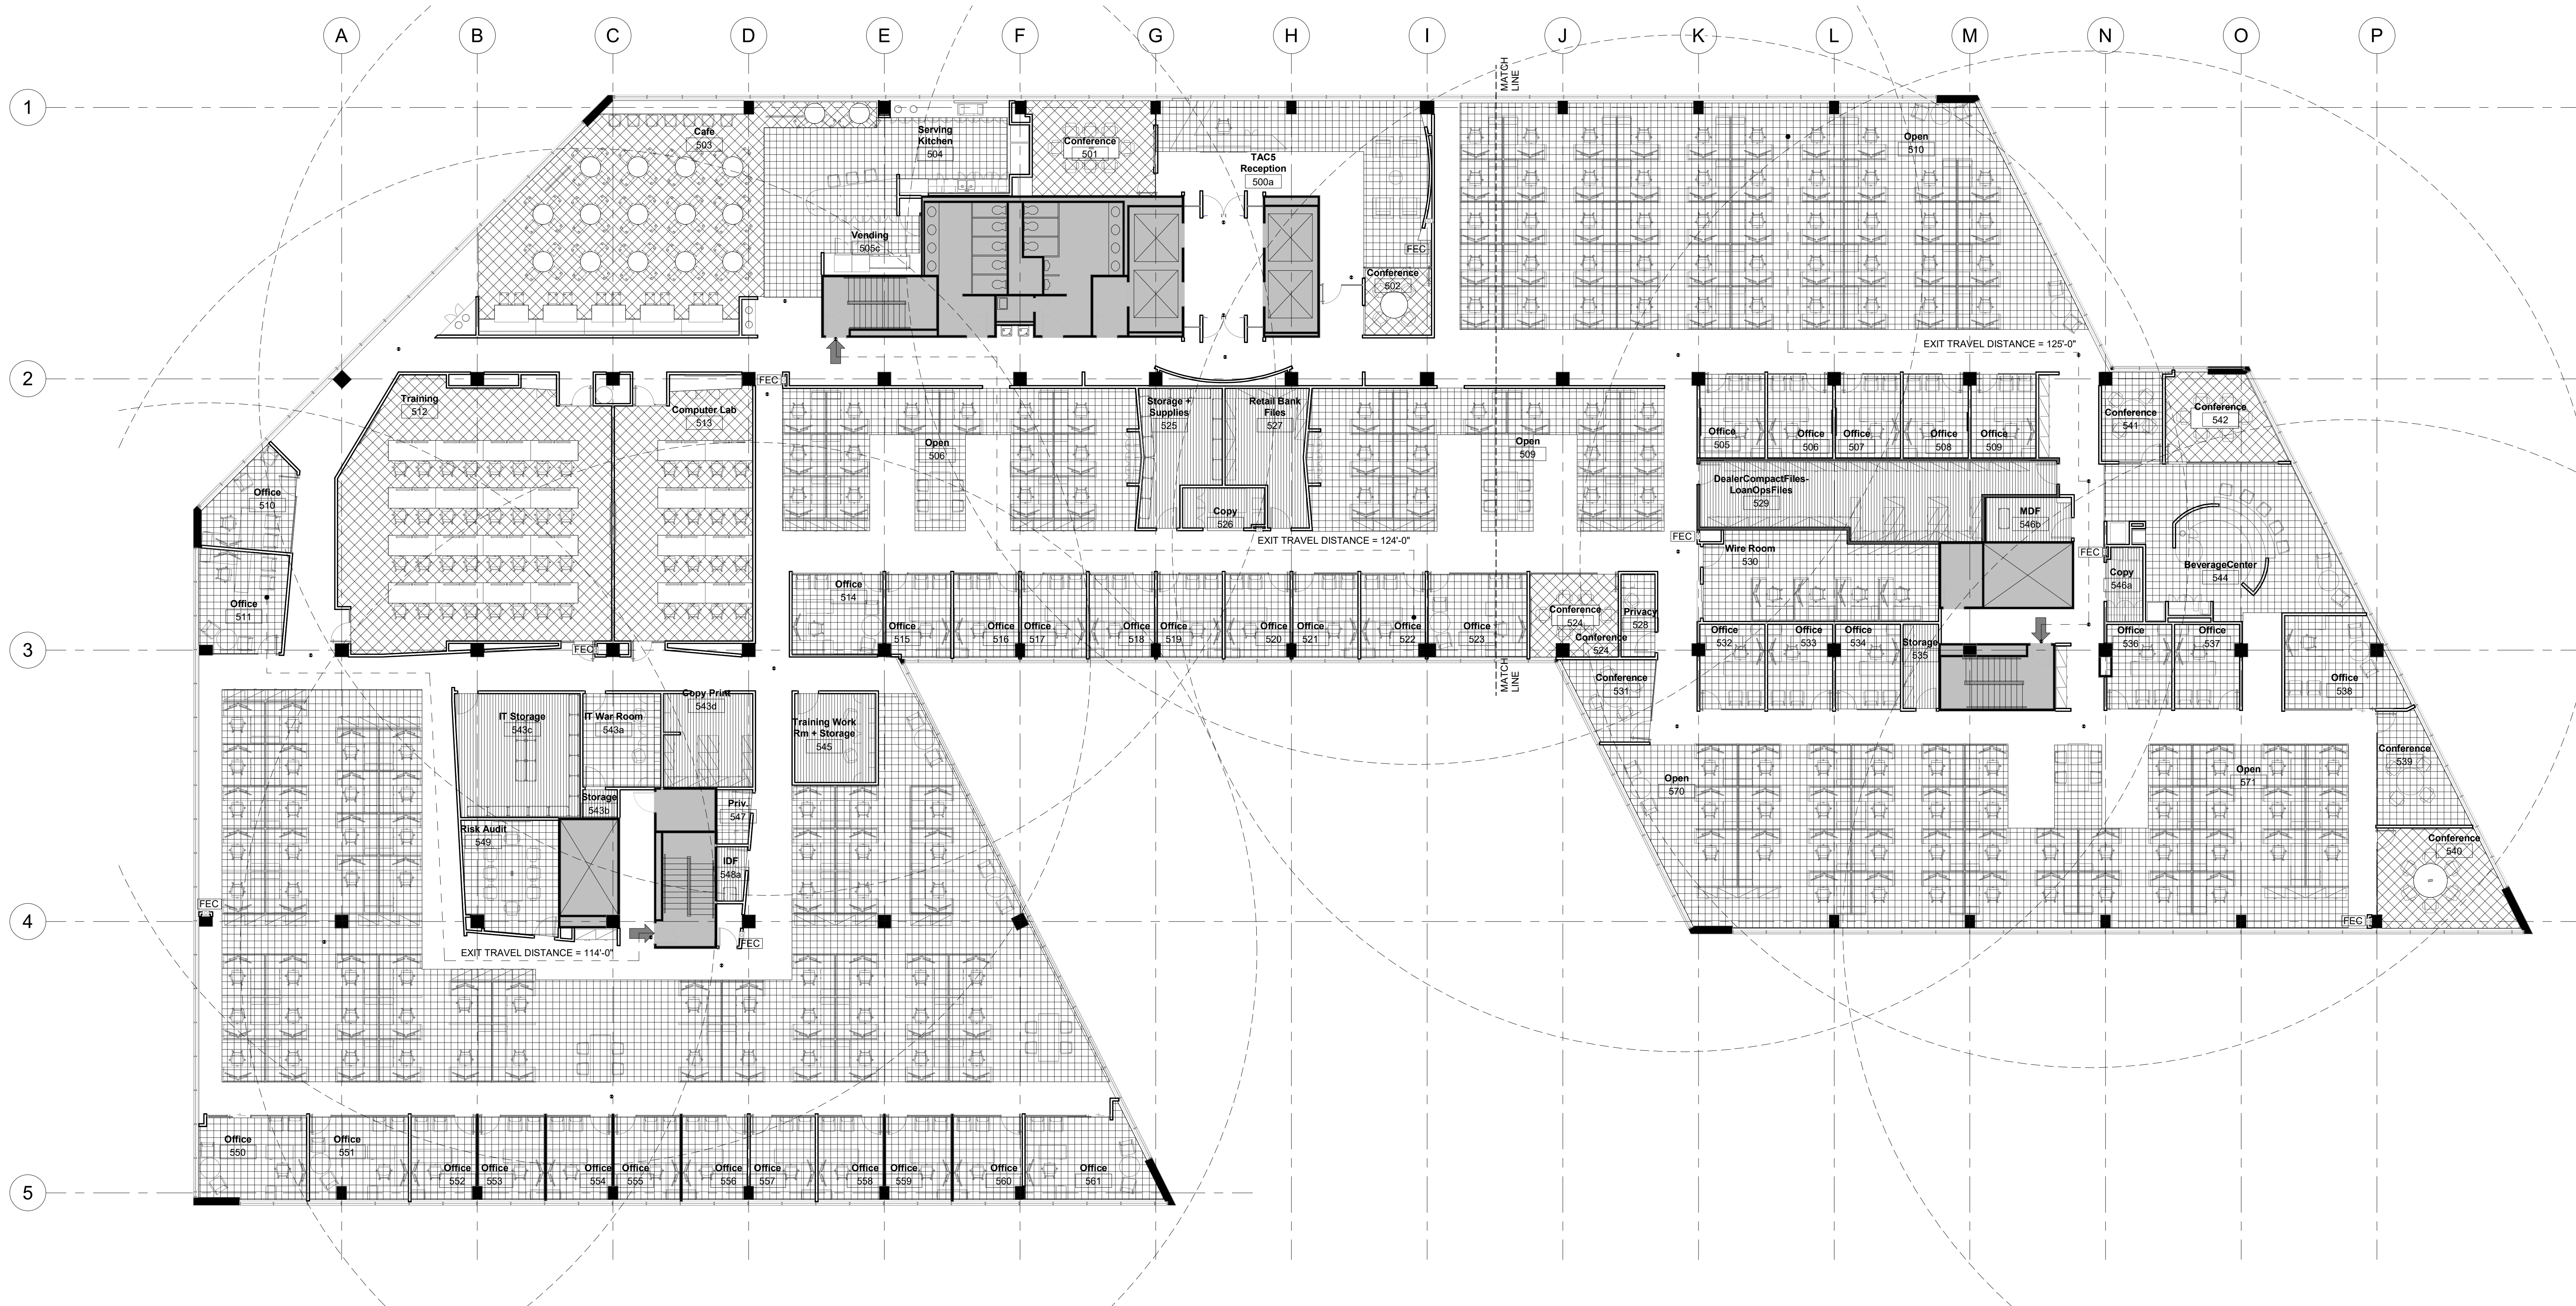 A B C D E F G H I J K L M N O P
MATCH
LINE
1
Cafe
503
Serving
Kitchen
504
Conference
501
TAC5
Reception
500a
Open
510
Vending
505c
FEC
Conference
502
EXIT TRAVEL DISTANCE = 125'-0"
2
FEC
Training
512
Computer Lab
513
Open
506
Storage +
Supplies
525
Retail Bank
Files
527
Open
509
Office
505
Office
506
Office
507
Office
508
Office
509
Conference
541
Conference
542
Office
510
DealerCompactFiles-
LoanOpsFiles
529
Copy
526
MDF
546b
EXIT TRAVEL DISTANCE = 124'-0"
FEC
Wire Room
530
FEC
Copy
546a
BeverageCenter
544
Office
511
Office
514
Office
515
Office
516
Office
517
Office
518
Office
519
Office
520
Office
521
Office
522
Office
523
Conference
524
Conference
524
Privacy
528
Office
532
Office
533
Office
534
Storage
535
Office
536
Office
537
3
FEC
MATCH
LINE
Conference
531
Office
538
IT Storage
543c
IT War Room
543a
Copy Print
543d
Training Work
Rm + Storage
545
Open
570
Open
571
Conference
539
Storage
543b
Priv.
547
Risk Audit
549
IDF
548a
Conference
540
FEC
4
FEC
FEC
EXIT TRAVEL DISTANCE = 114'-0"
Office
550
Office
551
Office
552
Office
553
Office
554
Office
555
Office
556
Office
557
Office
558
Office
559
Office
560
Office
561
5